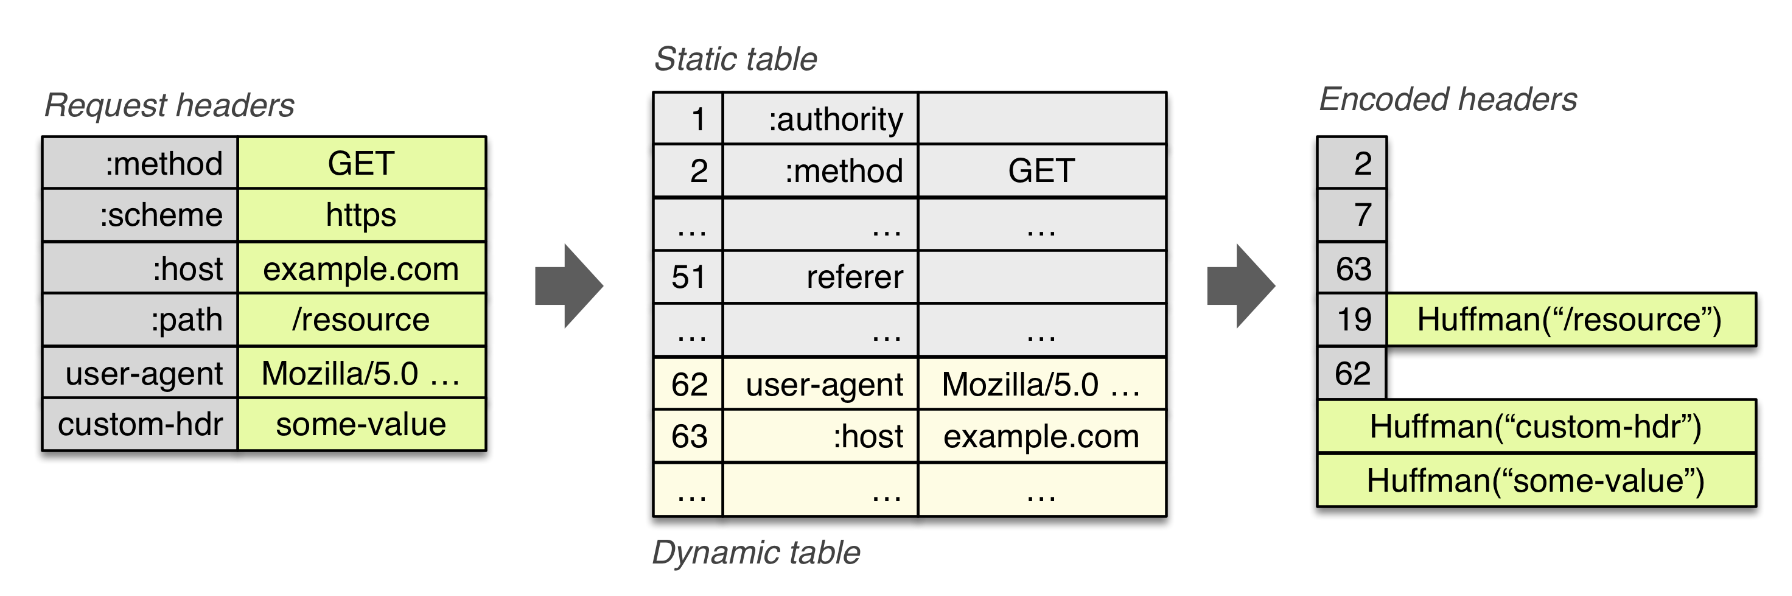 Request headers
:method GET
:scheme https
:host example.com
:path /resource
user-agent Mozilla/5.0 …
custom-hdr some-value
Static table
1 :authority
2 :method GET
… … …
51 referer
… … …
62 user-agent Mozilla/5.0 …
63 :host example.com
… … …
Dynamic table
Encoded headers
2
7
63
19 Huffman(“/resource”)
62
Huffman(“custom-hdr”)
Huffman(“some-value”)